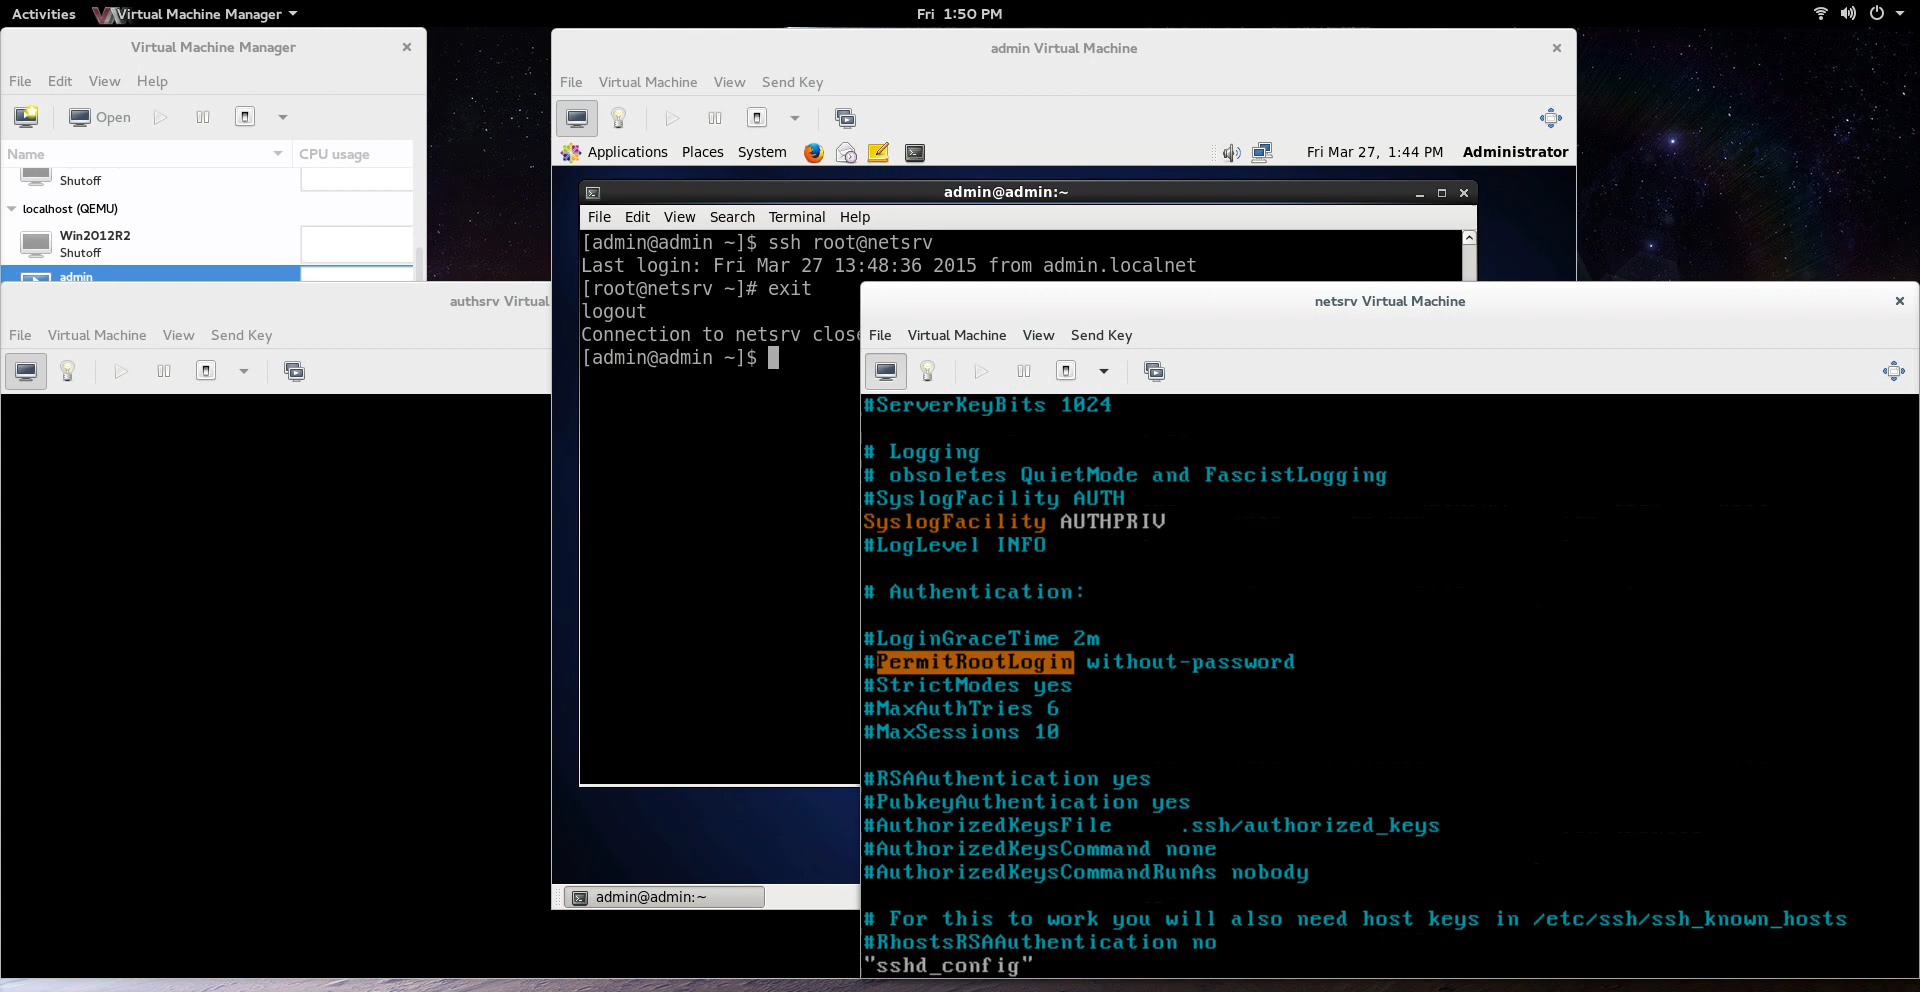 Activities Virtual Machine Manager Fri 1:50 PM
Virtual Machine Manager
File Edit View Help
Open
Name CPU usage
Shutoff
localhost (QEMU)
Win2012R2
Shutoff
admin
admin Virtual Machine
File Virtual Machine View Send Key
Applications Places System Fri Mar 27, 1:44 PM Administrator
admin@admin:~
File Edit View Search Terminal Help
[admin@admin ~]$ ssh root@netsrv
Last login: Fri Mar 27 13:48:36 2015 from admin.localnet
[root@netsrv ~]# exit
logout
Connection to netsrv close
[admin@admin ~]$
admin@admin:~
authsrv Virtual
File Virtual Machine View Send Key
netsrv Virtual Machine
File Virtual Machine View Send Key
#ServerKeyBits 1024
# Logging
# obsoletes QuietMode and FascistLogging
#SyslogFacility AUTH
SyslogFacility AUTHPRIV
#LogLevel INFO
# Authentication:
#LoginGraceTime 2m
#PermitRootLogin without-password
#StrictModes yes
#MaxAuthTries 6
#MaxSessions 10
#RSAAuthentication yes
#PubkeyAuthentication yes
#AuthorizedKeysFile .ssh/authorized_keys
#AuthorizedKeysCommand none
#AuthorizedKeysCommandRunAs nobody
# For this to work you will also need host keys in /etc/ssh/ssh_known_hosts
#RhostsRSAAuthentication no
"sshd_config"